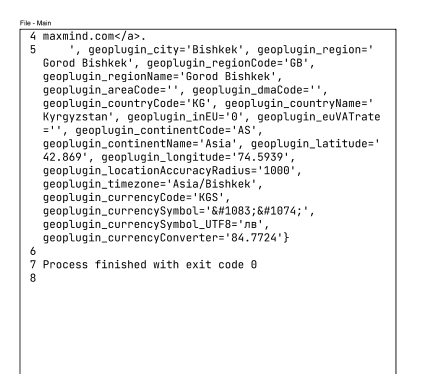 File - Main
4 maxmind.com</a>.
5     ', geoplugin_city='Bishkek', geoplugin_region='
Gorod Bishkek', geoplugin_regionCode='GB',
geoplugin_regionName='Gorod Bishkek',
geoplugin_areaCode='', geoplugin_dmaCode='',
geoplugin_countryCode='KG', geoplugin_countryName='
Kyrgyzstan', geoplugin_inEU='0', geoplugin_euVATrate
='', geoplugin_continentCode='AS',
geoplugin_continentName='Asia', geoplugin_latitude='
42.869', geoplugin_longitude='74.5939',
geoplugin_locationAccuracyRadius='1000',
geoplugin_timezone='Asia/Bishkek',
geoplugin_currencyCode='KGS',
geoplugin_currencySymbol='&#1083;&#1074;',
geoplugin_currencySymbol_UTF8='лв',
geoplugin_currencyConverter='84.7724'}
6
7 Process finished with exit code 0
8